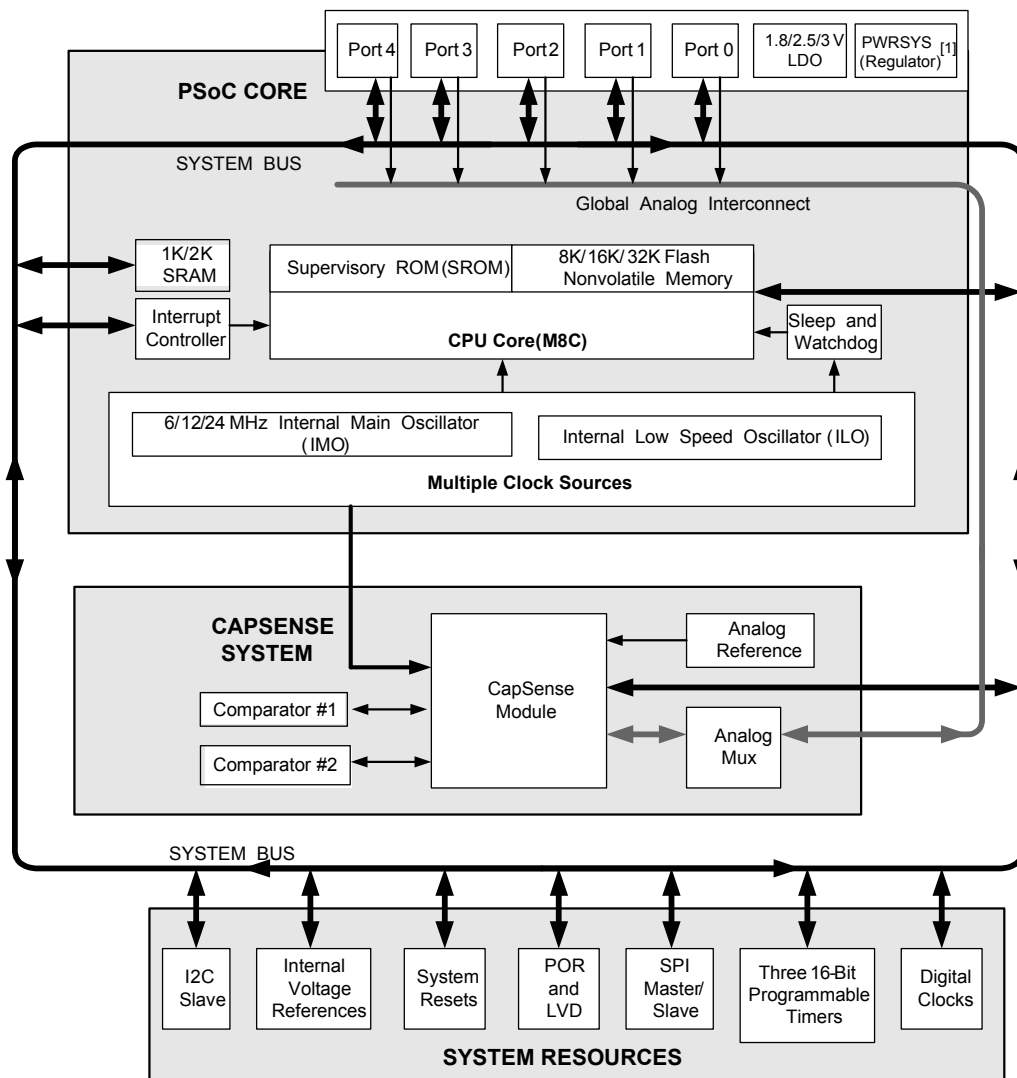 Port 4
Port 3
Port 2
Port 1
Port 0
1.8/2.5/3 V
LDO
PWRSYS [1]
(Regulator)
PSoC CORE
SYSTEM BUS
Global Analog Interconnect
1K/2K
SRAM
Supervisory ROM (SROM)
8K/16K/32K Flash
Nonvolatile Memory
Interrupt
Controller
CPU Core(M8C)
Sleep and
Watchdog
6/12/24 MHz Internal Main Oscillator
(IMO)
Internal Low Speed Oscillator (ILO)
Multiple Clock Sources
CAPSENSE
SYSTEM
Analog
Reference
CapSense
Module
Comparator #1
Comparator #2
Analog
Mux
SYSTEM BUS
I2C
Slave
Internal
Voltage
References
System
Resets
POR
and
LVD
SPI
Master/
Slave
Three 16-Bit
Programmable
Timers
Digital
Clocks
SYSTEM RESOURCES